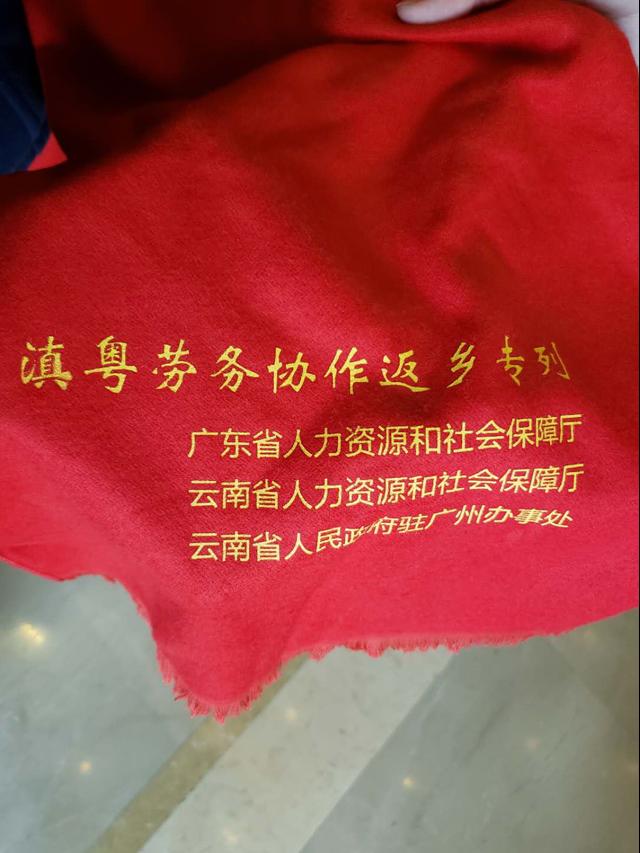 滇粤劳务协作返乡专列
广东省人力资源和社会保障厅
云南省人力资源和社会保障厅
云南省人民政府驻广州办事处